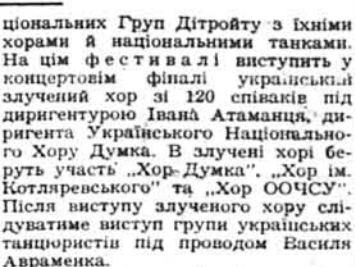 ціональних Груп Дітройту з їхніми
хорами й національними танками.
На цім фестивалі виступить у
концертовім фіналі український
злучений хор зі 120 співаків під
диригентурою Івана Атаманця, ди-
ригента Українського Національно-
го Хору Думка. В злучені хорі бе-
руть участь „Хор Думка". „Хор ім.
Котляревського" та „Хор ООЧСУ".
Після виступу злученого хору слі-
дуватиме виступ групи українських
танцюристів під проводом Василя
Авраменка.